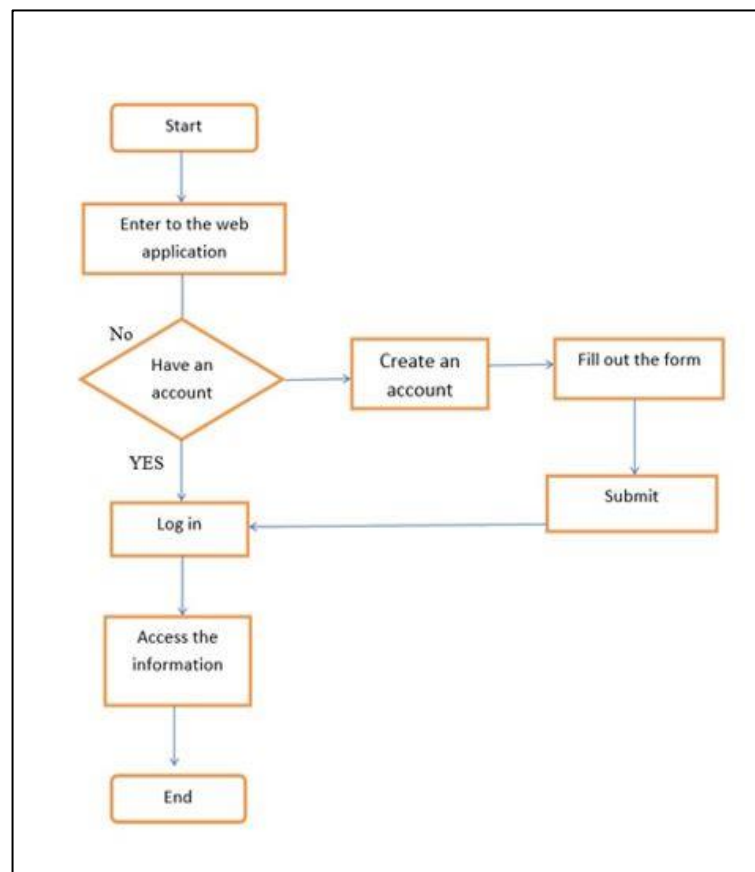 Start
Enter to the web
application
No
Have an
account
Create an
account
Fill out the form
YES
Submit
Log in
Access the
information
End